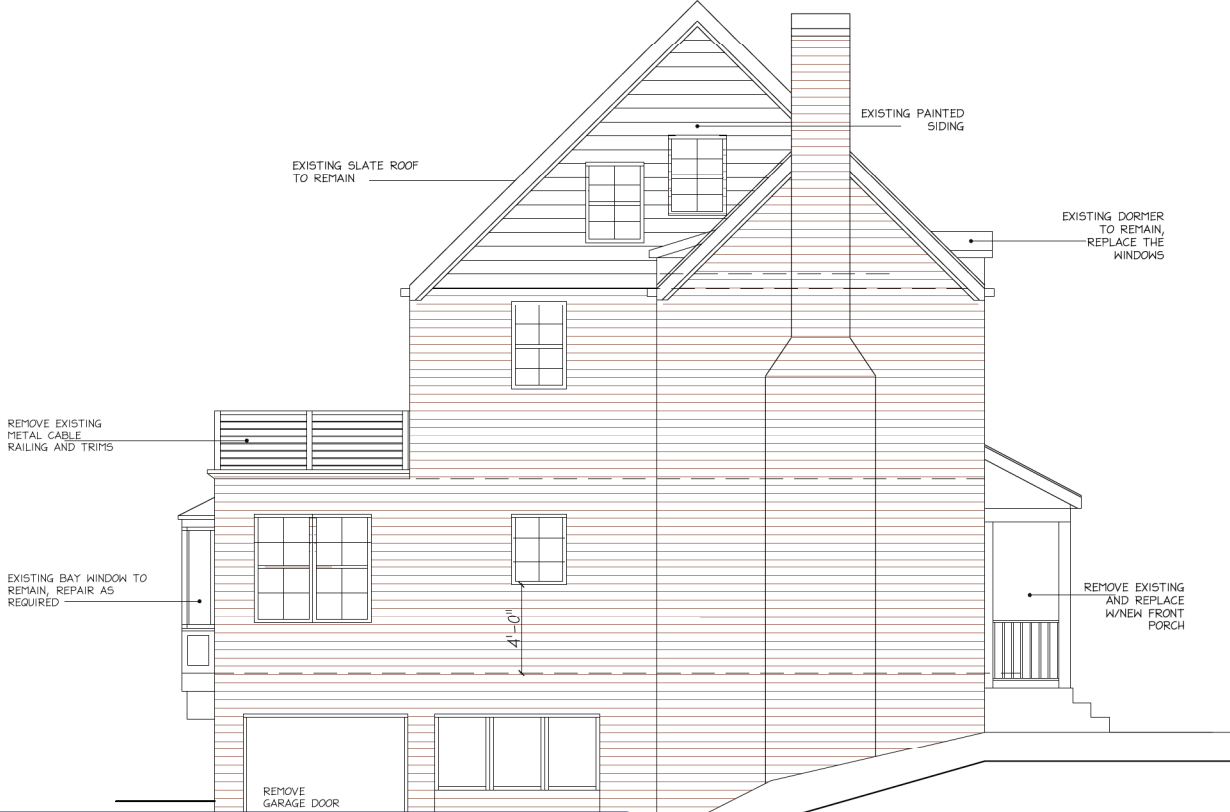 EXISTING PAINTED
SIDING
EXISTING SLATE ROOF
TO REMAIN
EXISTING DORMER
TO REMAIN,
REPLACE THE
WINDOWS
REMOVE EXISTING
METAL CABLE
RAILING AND TRIMS
EXISTING BAY WINDOW TO
REMAIN, REPAIR AS
REQUIRED
4'-0"
REMOVE EXISTING
AND REPLACE
W/NEW FRONT
PORCH
REMOVE
GARAGE DOOR